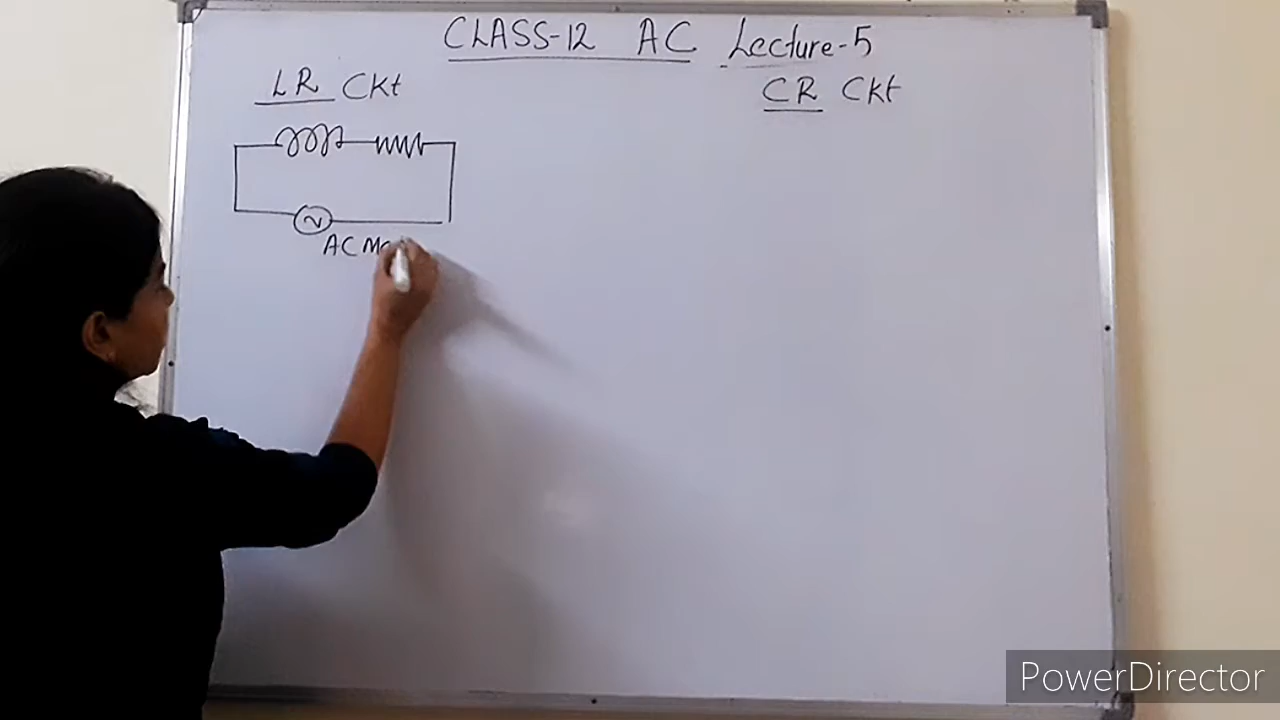 CLASS-12 AC Lecture-5
LR Ckt
CR Ckt
AC
PowerDirector